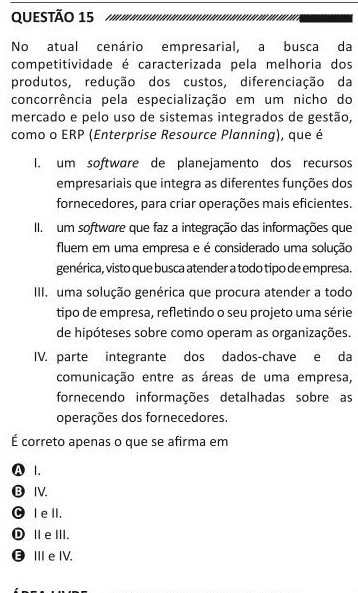 QUESTÃO 15
No atual cenário empresarial, a busca da
competitividade é caracterizada pela melhoria dos
produtos, redução dos custos, diferenciação da
concorrência pela especialização em um nicho do
mercado e pelo uso de sistemas integrados de gestão,
como o ERP (Enterprise Resource Planning), que é
I. um software de planejamento dos recursos
empresariais que integra as diferentes funções dos
fornecedores, para criar operações mais eficientes.
II. um software que faz a integração das informações que
fluem em uma empresa e é considerado uma solução
genérica, visto que busca atender a todo tipo de empresa.
III. uma solução genérica que procura atender a todo
tipo de empresa, refletindo o seu projeto uma série
de hipóteses sobre como operam as organizações.
IV. parte integrante dos dados-chave e da
comunicação entre as áreas de uma empresa,
fornecendo informações detalhadas sobre as
operações dos fornecedores.
É correto apenas o que se afirma em
A I.
B IV.
C I e II.
D II e III.
E III e IV.